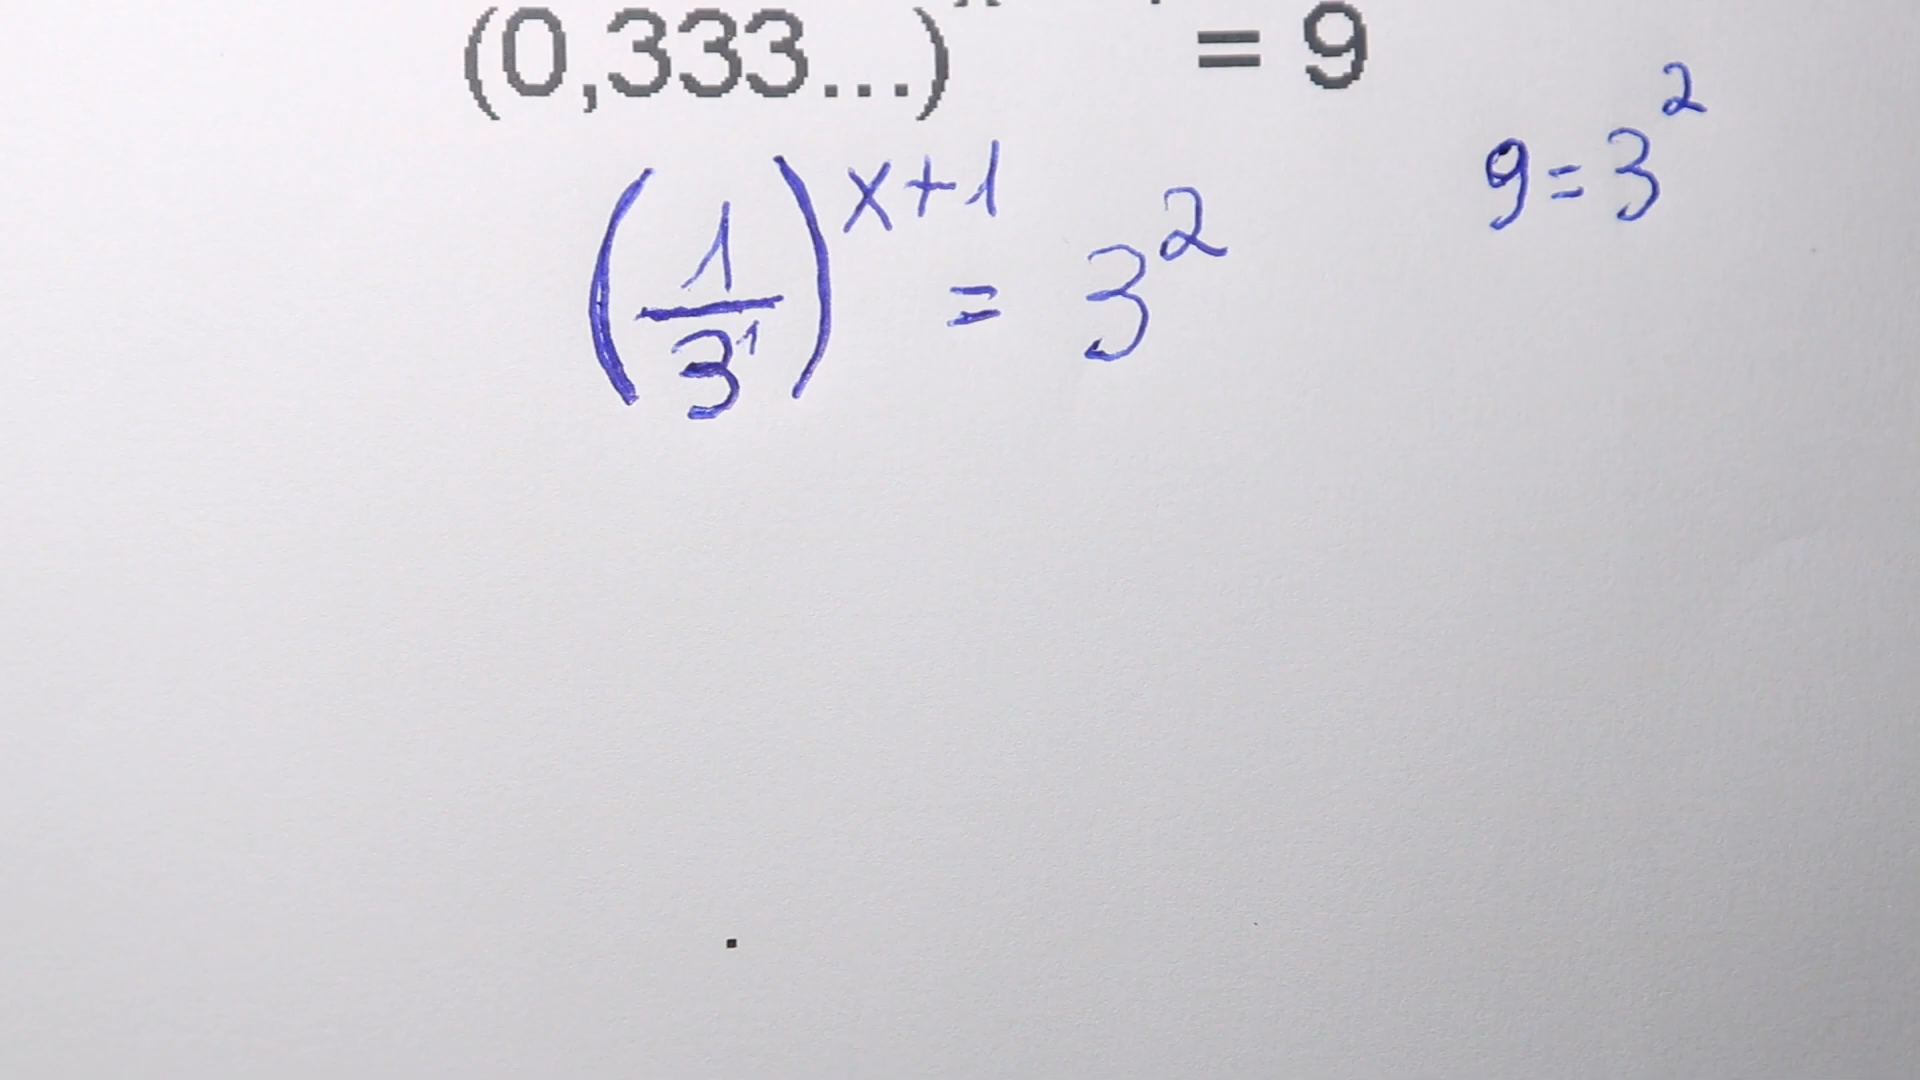 (0,333...) = 9
9 = 3²
(1/3¹)^(x+1) = 3²